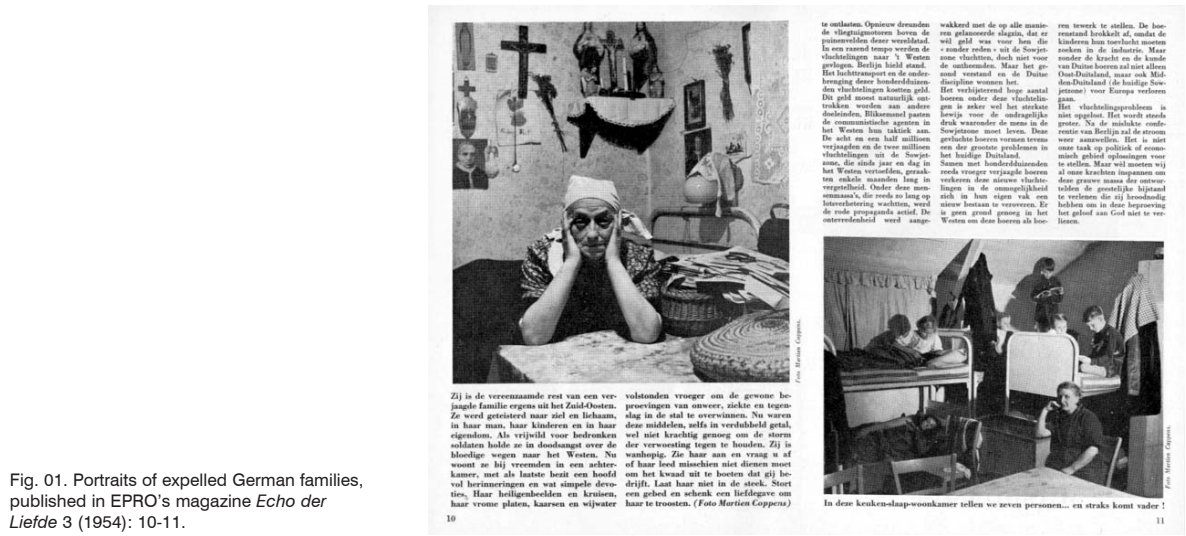 Fig. 01. Portraits of expelled German families,
published in EPRO's magazine Echo der
Liefde 3 (1954): 10-11.
Foto Martien Coppens.
Zij is de vereenzaamde rest van een ver-
jaagde familie ergens uit het Zuid-Oosten.
Ze werd geteisterd naar ziel en lichaam,
in haar man, haar kinderen en in haar
eigendom. Als vrijwild voor bedronken
soldaten holde ze in doodsangst over de
bloedige wegen naar het Westen. Nu
woont ze bij vreemden in een achter-
kamer, met als laatste bezit een hoofd
vol herinneringen en wat simpele devo-
ties. Haar heiligenbeelden en kruisen,
haar vrome platen, kaarsen en wijwater
volstonden vroeger om de gewone be-
proevingen van onweer, ziekte en tegen-
slag in de stal te overwinnen. Nu waren
deze middelen, zelfs in verdubbeld getal,
wel niet krachtig genoeg om de storm
der verwoesting tegen te houden. Zij is
wanhopig. Zie haar aan en vraag u af
of haar leed misschien niet dienen moet
om het kwaad uit te boeten dat gij be-
drijft. Laat haar niet in de steek. Stort
een gebed en schenk een liefdegave om
haar te troosten. (Foto Martien Coppens)
10
te ontlasten. Opnieuw dreunden
de vliegtuigmotoren boven de
puinenvelden dezer wereldstad.
In een razend tempo werden de
vluchtelingen naar 't Westen
gevlogen. Berlijn hield stand.
Het luchttransport en de onder-
brenging dezer honderdduizen-
den vluchtelingen kostten geld.
Dit geld moest natuurlijk ont-
trokken worden aan andere
doeleinden. Bliksemsnel pasten
de communistische agenten in
het Westen hun taktiek aan.
De acht en een half millioen
verjaagden en de twee millioen
vluchtelingen uit de Sowjet-
zone, die sinds jaar en dag in
het Westen vertoefden, geraak-
ten enkele maanden lang in
vergetelheid. Onder deze men-
senmassa's, die reeds zo lang op
lotsverbetering wachtten, werd
de rode propaganda actief. De
ontevredenheid werd aange-
wakkerd met de op alle manie-
ren gelanceerde slagzin, dat er
wél geld was voor hen die
« zonder reden » uit de Sowjet-
zone vluchtten, doch niet voor
de ontheemden. Maar het ge-
zond verstand en de Duitse
discipline wonnen het.
Het verbijsterend hoge aantal
boeren onder deze vluchtelin-
gen is zeker wel het sterkste
bewijs voor de ondragelijke
druk waaronder de mens in de
Sowjetzone moet leven. Deze
gevluchte boeren vormen tevens
een der grootste problemen in
het huidige Duitsland.
Samen met honderdduizenden
reeds vroeger verjaagde boeren
verkeren deze nieuwe vluchte-
lingen in de onmogelijkheid
zich in hun eigen vak een
nieuw bestaan te veroveren. Er
is geen grond genoeg in het
Westen om deze boeren als boe-
ren tewerk te stellen. De boe-
renstand brokkelt af, omdat de
kinderen hun toevlucht moeten
zoeken in de industrie. Maar
zonder de kracht en de kunde
van Duitse boeren zal niet alleen
Oost-Duitsland, maar ook Mid-
den-Duitsland (de huidige Sow-
jetzone) voor Europa verloren
gaan.
Het vluchtelingsprobleem is
niet opgelost. Het wordt steeds
groter. Na de mislukte confe-
rentie van Berlijn zal de stroom
weer aanzwellen. Het is niet
onze taak op politiek of econo-
misch gebied oplossingen voor
te stellen. Maar wél moeten wij
al onze krachten inspannen om
deze grauwe massa der ontwor-
telden de geestelijke bijstand
te verlenen die zij broodnodig
hebben om in deze beproeving
het geloof aan God niet te ver-
liezen.
Foto Martien Coppens.
In deze keuken-slaap-woonkamer tellen we zeven personen... en straks komt vader !
11